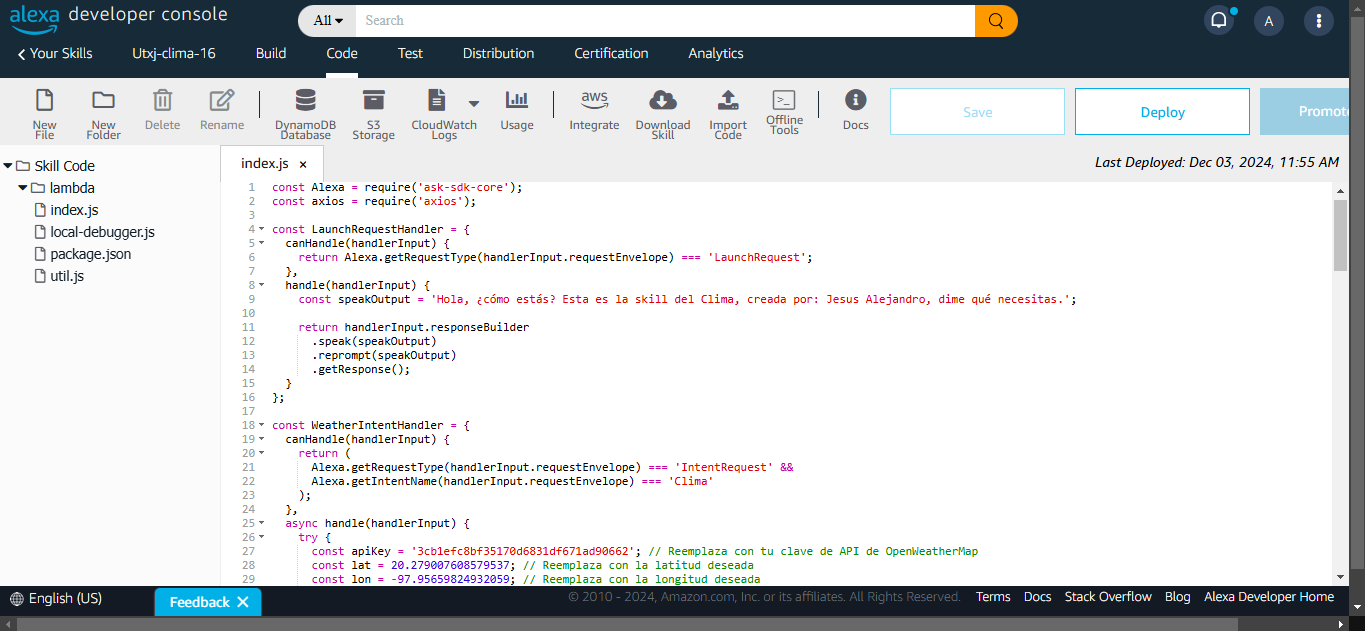 alexa developer console
All
Search
A
Your Skills
Utxj-clima-16
Build
Code
Test
Distribution
Certification
Analytics
New File
New Folder
Delete
Rename
DynamoDB Database
S3 Storage
CloudWatch Logs
Usage
aws
Integrate
Download Skill
Import Code
Offline Tools
Docs
Save
Deploy
Promot
Skill Code
lambda
index.js
local-debugger.js
package.json
util.js
index.js ×
Last Deployed: Dec 03, 2024, 11:55 AM
1 const Alexa = require('ask-sdk-core');
2 const axios = require('axios');
3
4 const LaunchRequestHandler = {
5 canHandle(handlerInput) {
6 return Alexa.getRequestType(handlerInput.requestEnvelope) === 'LaunchRequest';
7 },
8 handle(handlerInput) {
9 const speakOutput = 'Hola, ¿cómo estás? Esta es la skill del Clima, creada por: Jesus Alejandro, dime qué necesitas.';
10
11 return handlerInput.responseBuilder
12 .speak(speakOutput)
13 .reprompt(speakOutput)
14 .getResponse();
15 }
16 };
17
18 const WeatherIntentHandler = {
19 canHandle(handlerInput) {
20 return (
21 Alexa.getRequestType(handlerInput.requestEnvelope) === 'IntentRequest' &&
22 Alexa.getIntentName(handlerInput.requestEnvelope) === 'Clima'
23 );
24 },
25 async handle(handlerInput) {
26 try {
27 const apiKey = '3cb1efc8bf35170d6831df671ad90662'; // Reemplaza con tu clave de API de OpenWeatherMap
28 const lat = 20.279007608579537; // Reemplaza con la latitud deseada
29 const lon = -97.95659824932059; // Reemplaza con la longitud deseada
English (US)
Feedback
© 2010 - 2024, Amazon.com, Inc. or its affiliates. All Rights Reserved.
Terms
Docs
Stack Overflow
Blog
Alexa Developer Home